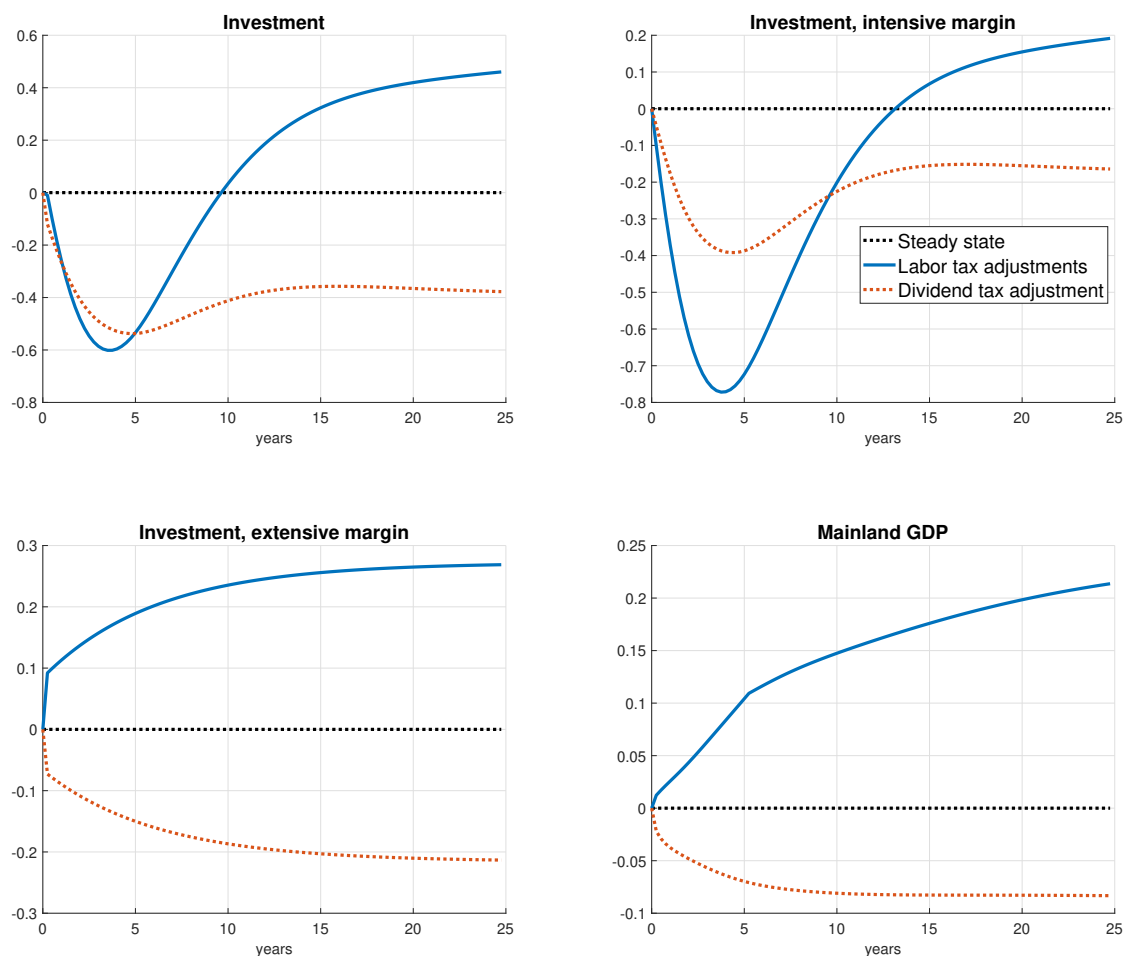 Investment
0.6
0.4
0.2
0
-0.2
-0.4
-0.6
-0.8
0 5 10 15 20 25
years
Investment, intensive margin
0.2
0.1
0
-0.1
-0.2
-0.3
-0.4
-0.5
-0.6
-0.7
-0.8
Steady state
Labor tax adjustments
Dividend tax adjustment
0 5 10 15 20 25
years
Investment, extensive margin
0.3
0.2
0.1
0
-0.1
-0.2
-0.3
0 5 10 15 20 25
years
Mainland GDP
0.25
0.2
0.15
0.1
0.05
0
-0.05
-0.1
0 5 10 15 20 25
years